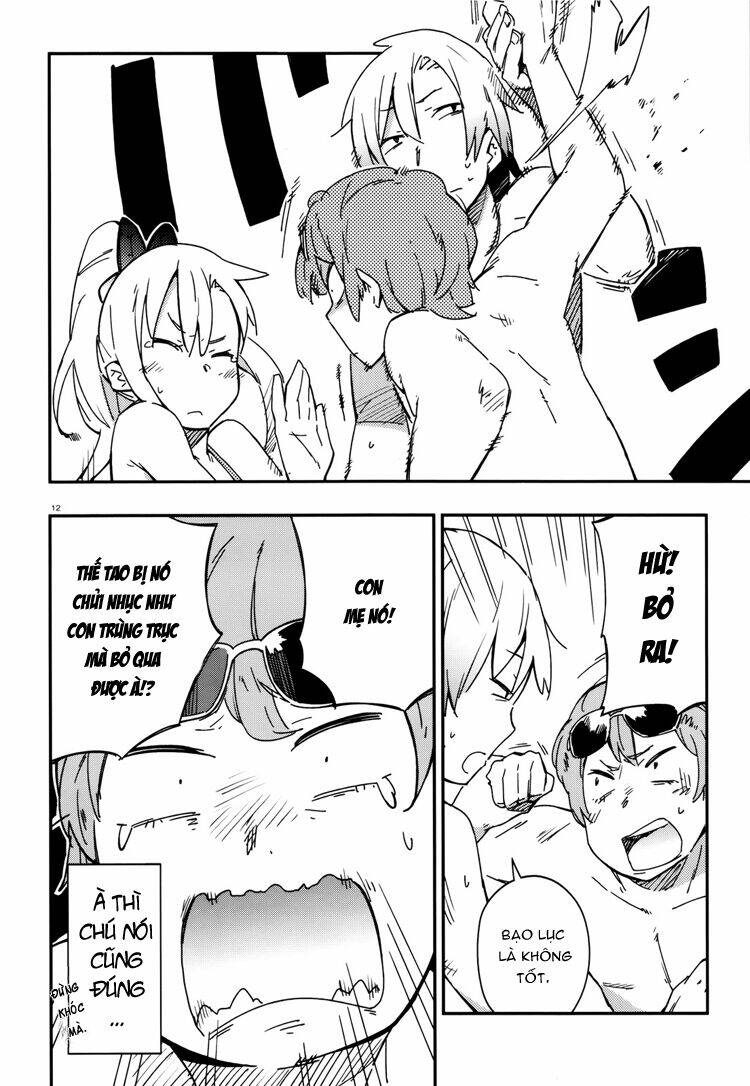 12
HỪ!
BỎ
RA!
BẠO LỤC
LÀ KHÔNG
TỐT.
CON
MẸ NÓ!
THẾ TAO BỊ NÓ
CHỬI NHỤC NHƯ
CON TRÙNG TRỤC
MÀ BỎ QUA
ĐƯỢC À!?
À THÌ
CHÚ NÓI
CŨNG
ĐÚNG
...
ĐỪNG
KHÓC
MÀ.